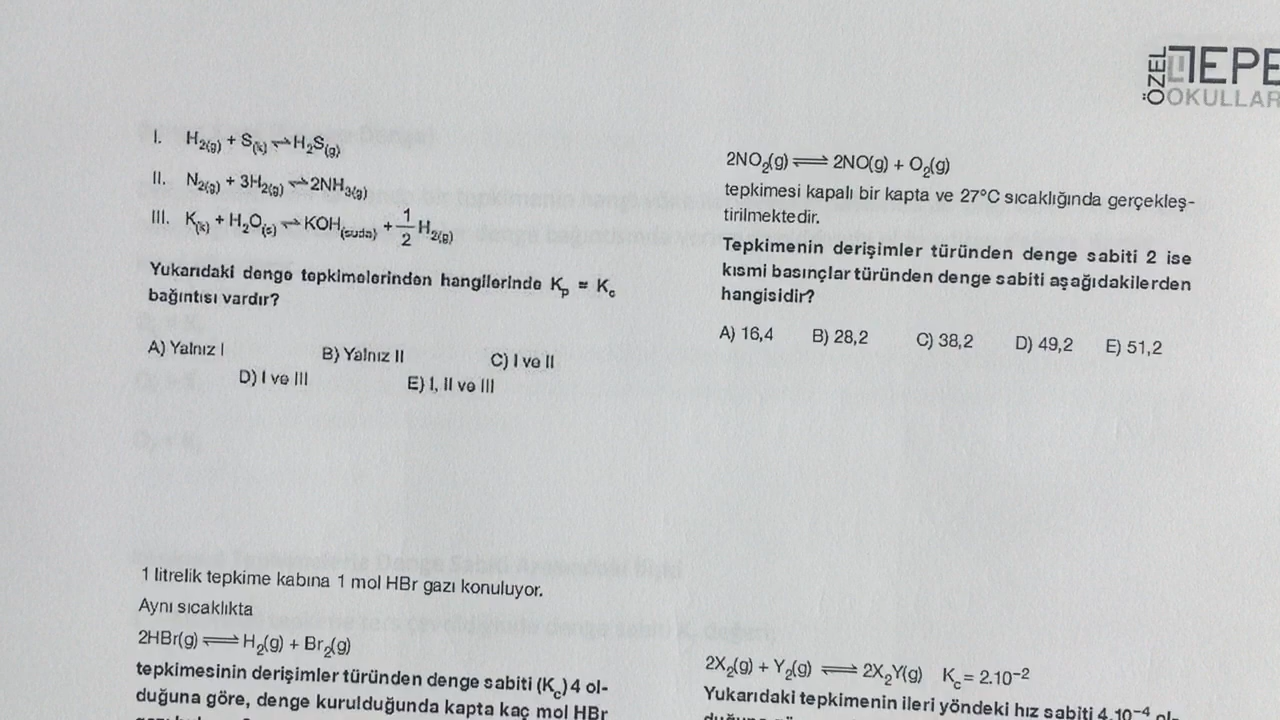 ÖZEL TEPE
OKULLAR
I. H2(g) + S(k) ⇌ H2S(g)
II. N2(g) + 3H2(g) ⇌ 2NH3(g)
III. K(k) + H2O(s) ⇌ KOH(suda) + 1/2 H2(g)
Yukarıdaki denge tepkimelerinden hangilerinde Kp = Kc
bağıntısı vardır?
A) Yalnız I B) Yalnız II C) I ve II
D) I ve III E) I, II ve III
2NO2(g) ⇌ 2NO(g) + O2(g)
tepkimesi kapalı bir kapta ve 27°C sıcaklığında gerçekleş-
tirilmektedir.
Tepkimenin derişimler türünden denge sabiti 2 ise
kısmi basınçlar türünden denge sabiti aşağıdakilerden
hangisidir?
A) 16,4 B) 28,2 C) 38,2 D) 49,2 E) 51,2
1 litrelik tepkime kabına 1 mol HBr gazı konuluyor.
Aynı sıcaklıkta
2HBr(g) ⇌ H2(g) + Br2(g)
tepkimesinin derişimler türünden denge sabiti (Kc) 4 ol-
duğuna göre, denge kurulduğunda kapta kaç mol HBr
2X2(g) + Y2(g) ⇌ 2X2Y(g) Kc = 2.10⁻²
Yukarıdaki tepkimenin ileri yöndeki hız sabiti 4.10⁻⁴ ol-